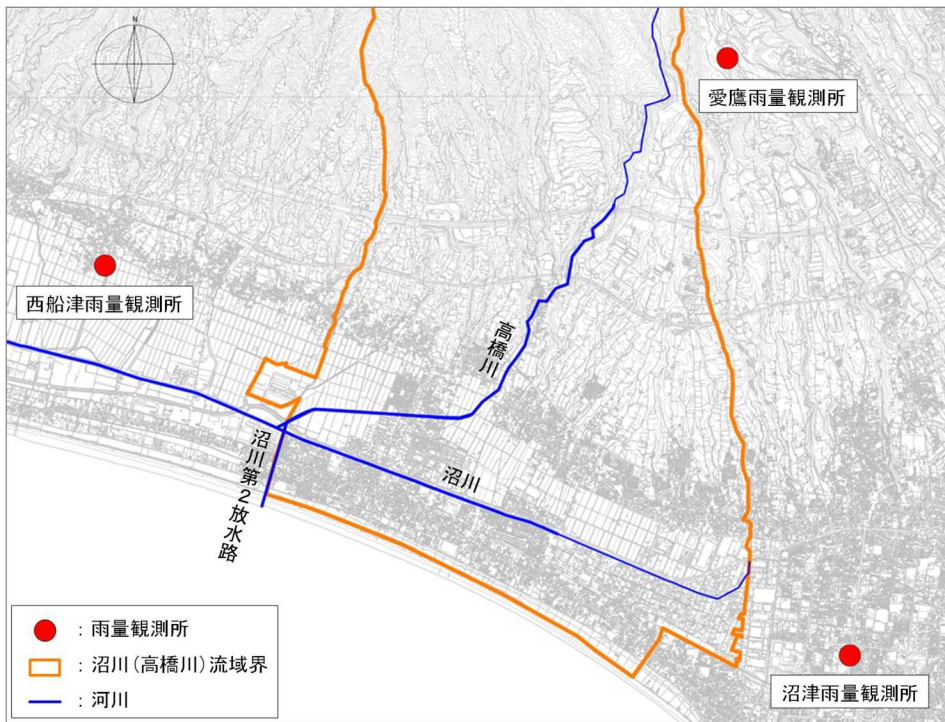 N
愛鷹雨量観測所
西船津雨量観測所
高橋川
沼川
沼川第2放水路
：雨量観測所
：沼川(高橋川)流域界
：河川
沼津雨量観測所